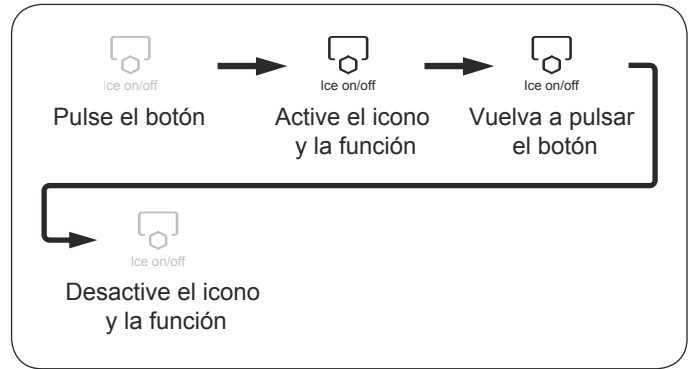 Ice on/off
Ice on/off
Ice on/off
Pulse el botón
Active el icono
y la función
Vuelva a pulsar
el botón
Ice on/off
Desactive el icono
y la función